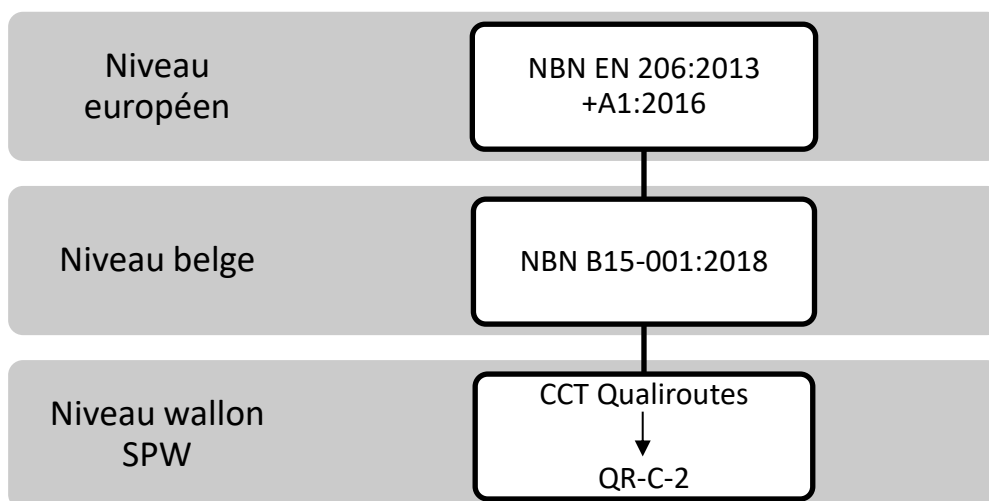 Niveau
européen
NBN EN 206:2013
+A1:2016
Niveau belge
NBN B15-001:2018
Niveau wallon
SPW
CCT Qualiroutes
QR-C-2